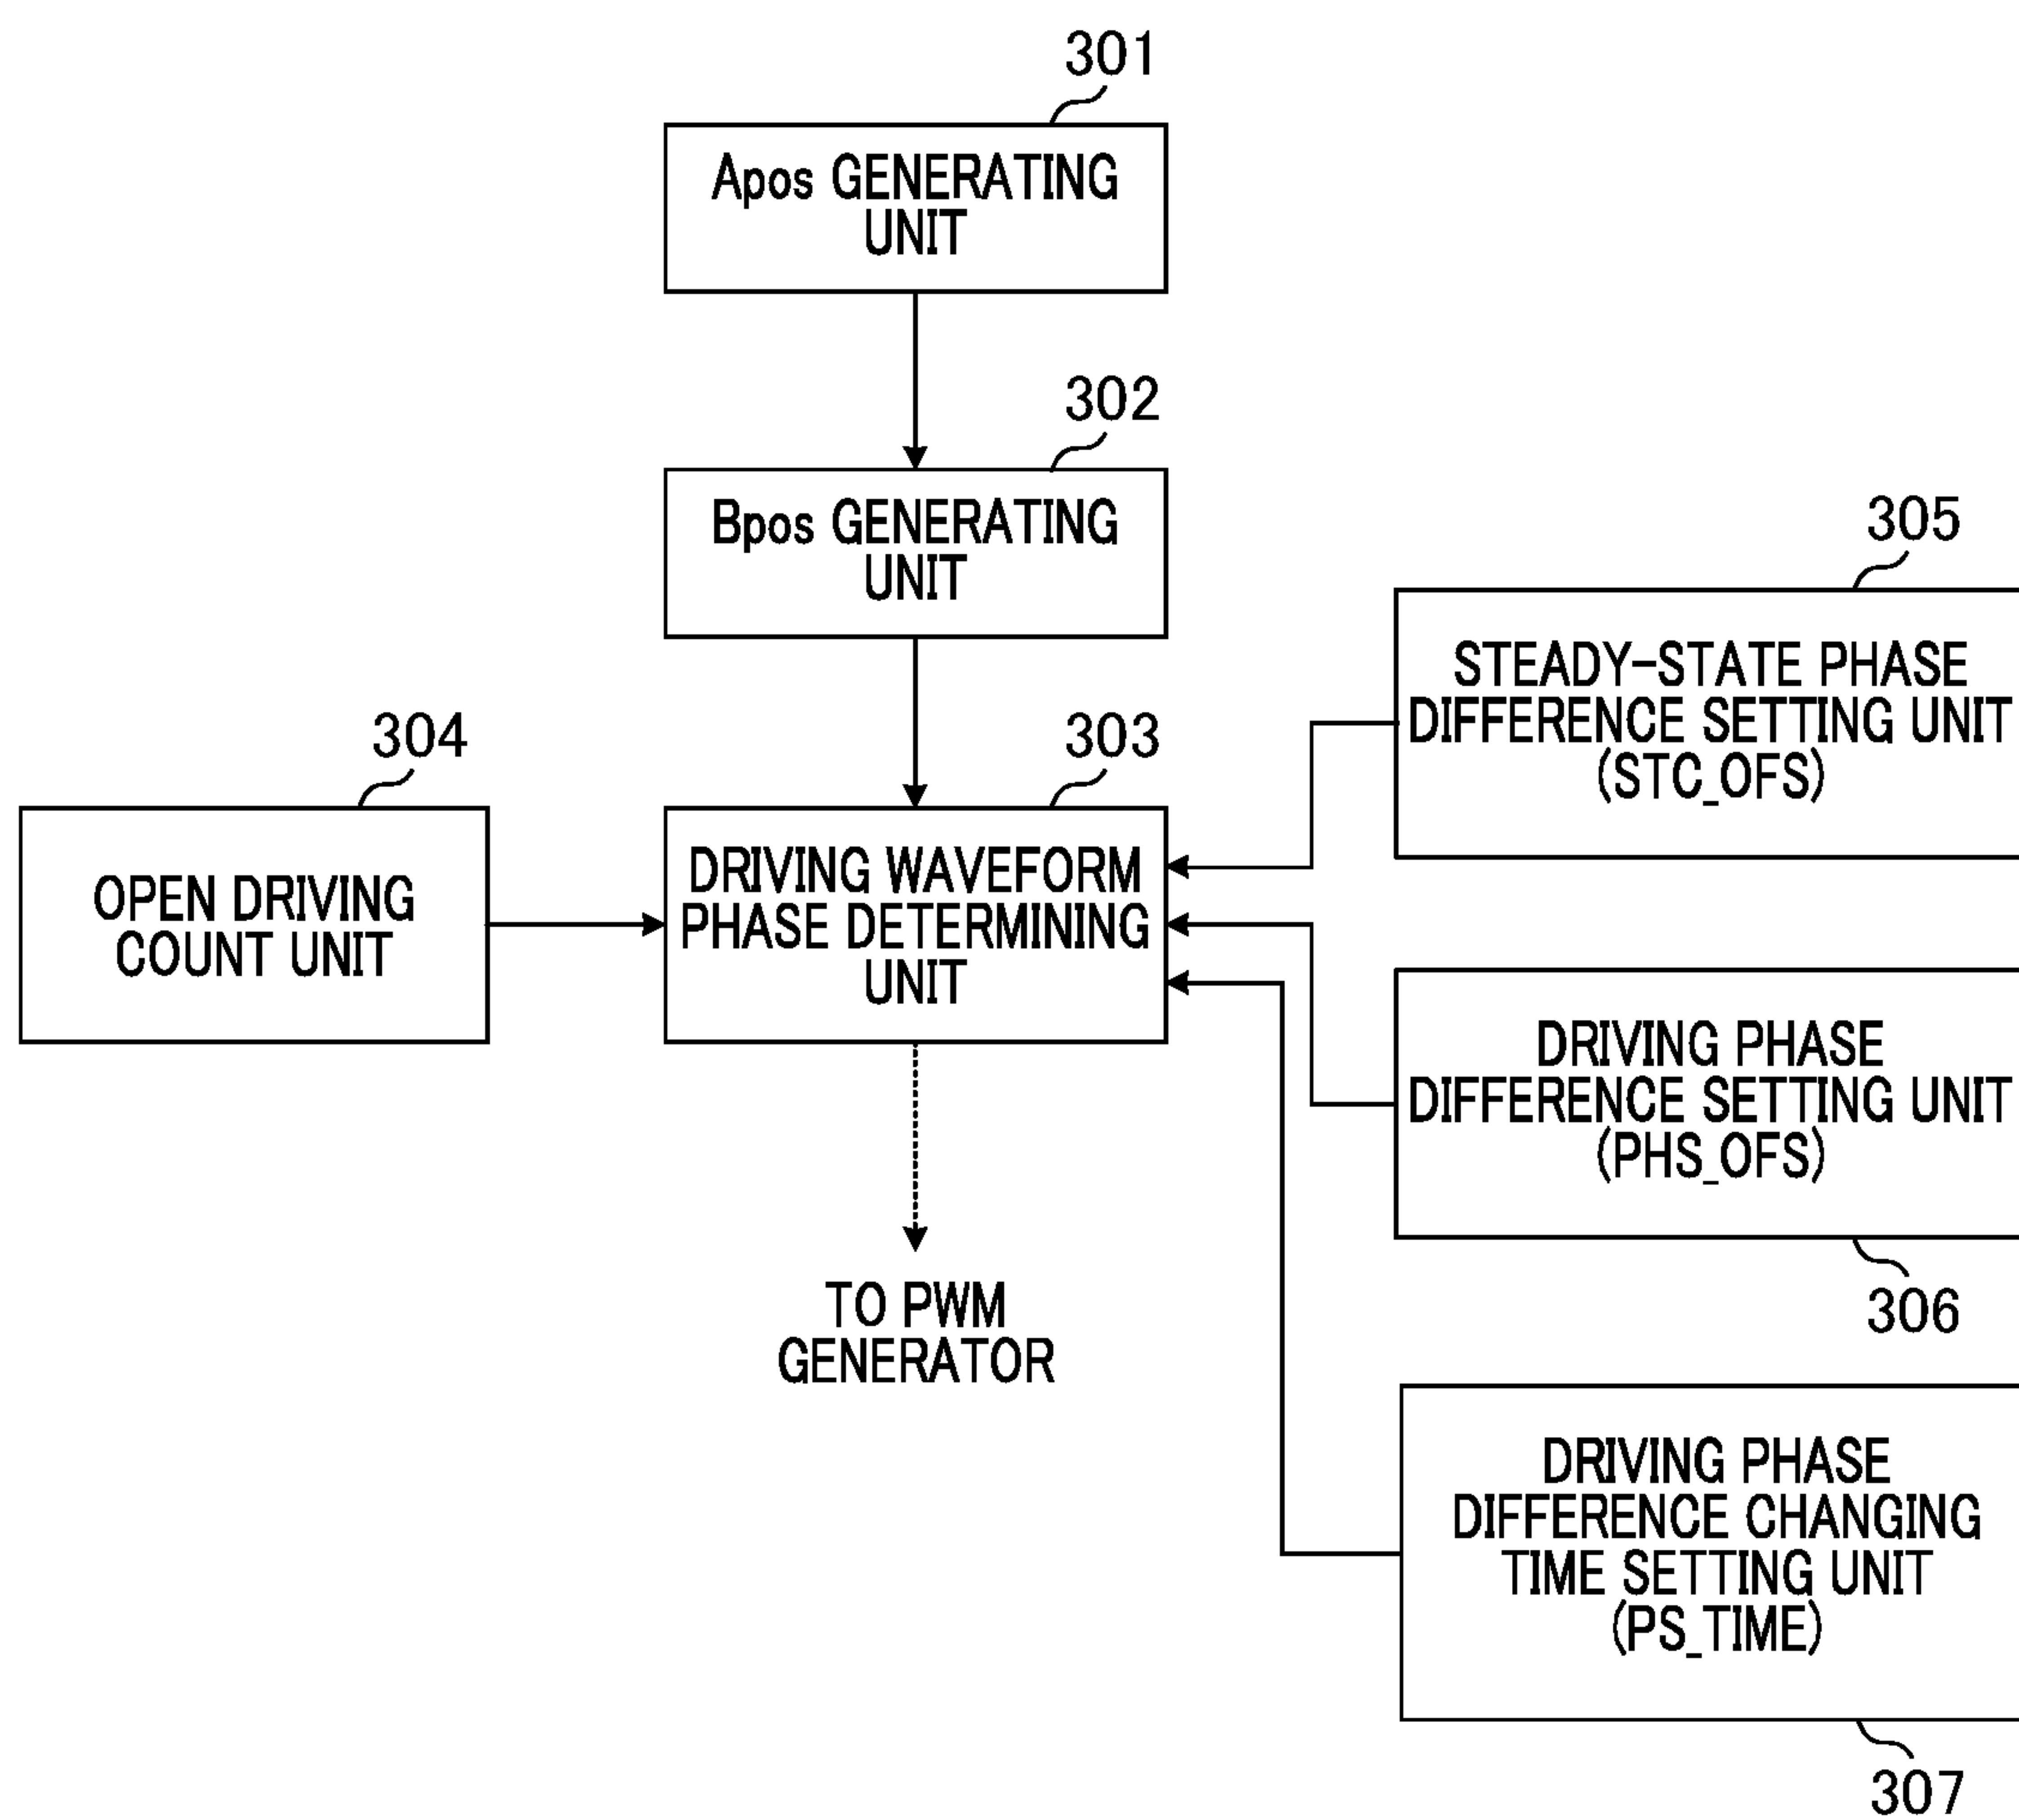 301
Apos GENERATING
UNIT
302
Bpos GENERATING
UNIT
305
STEADY-STATE PHASE
DIFFERENCE SETTING UNIT
(STC_OFS)
304
OPEN DRIVING
COUNT UNIT
303
DRIVING WAVEFORM
PHASE DETERMINING
UNIT
DRIVING PHASE
DIFFERENCE SETTING UNIT
(PHS_OFS)
306
TO PWM
GENERATOR
DRIVING PHASE
DIFFERENCE CHANGING
TIME SETTING UNIT
(PS_TIME)
307